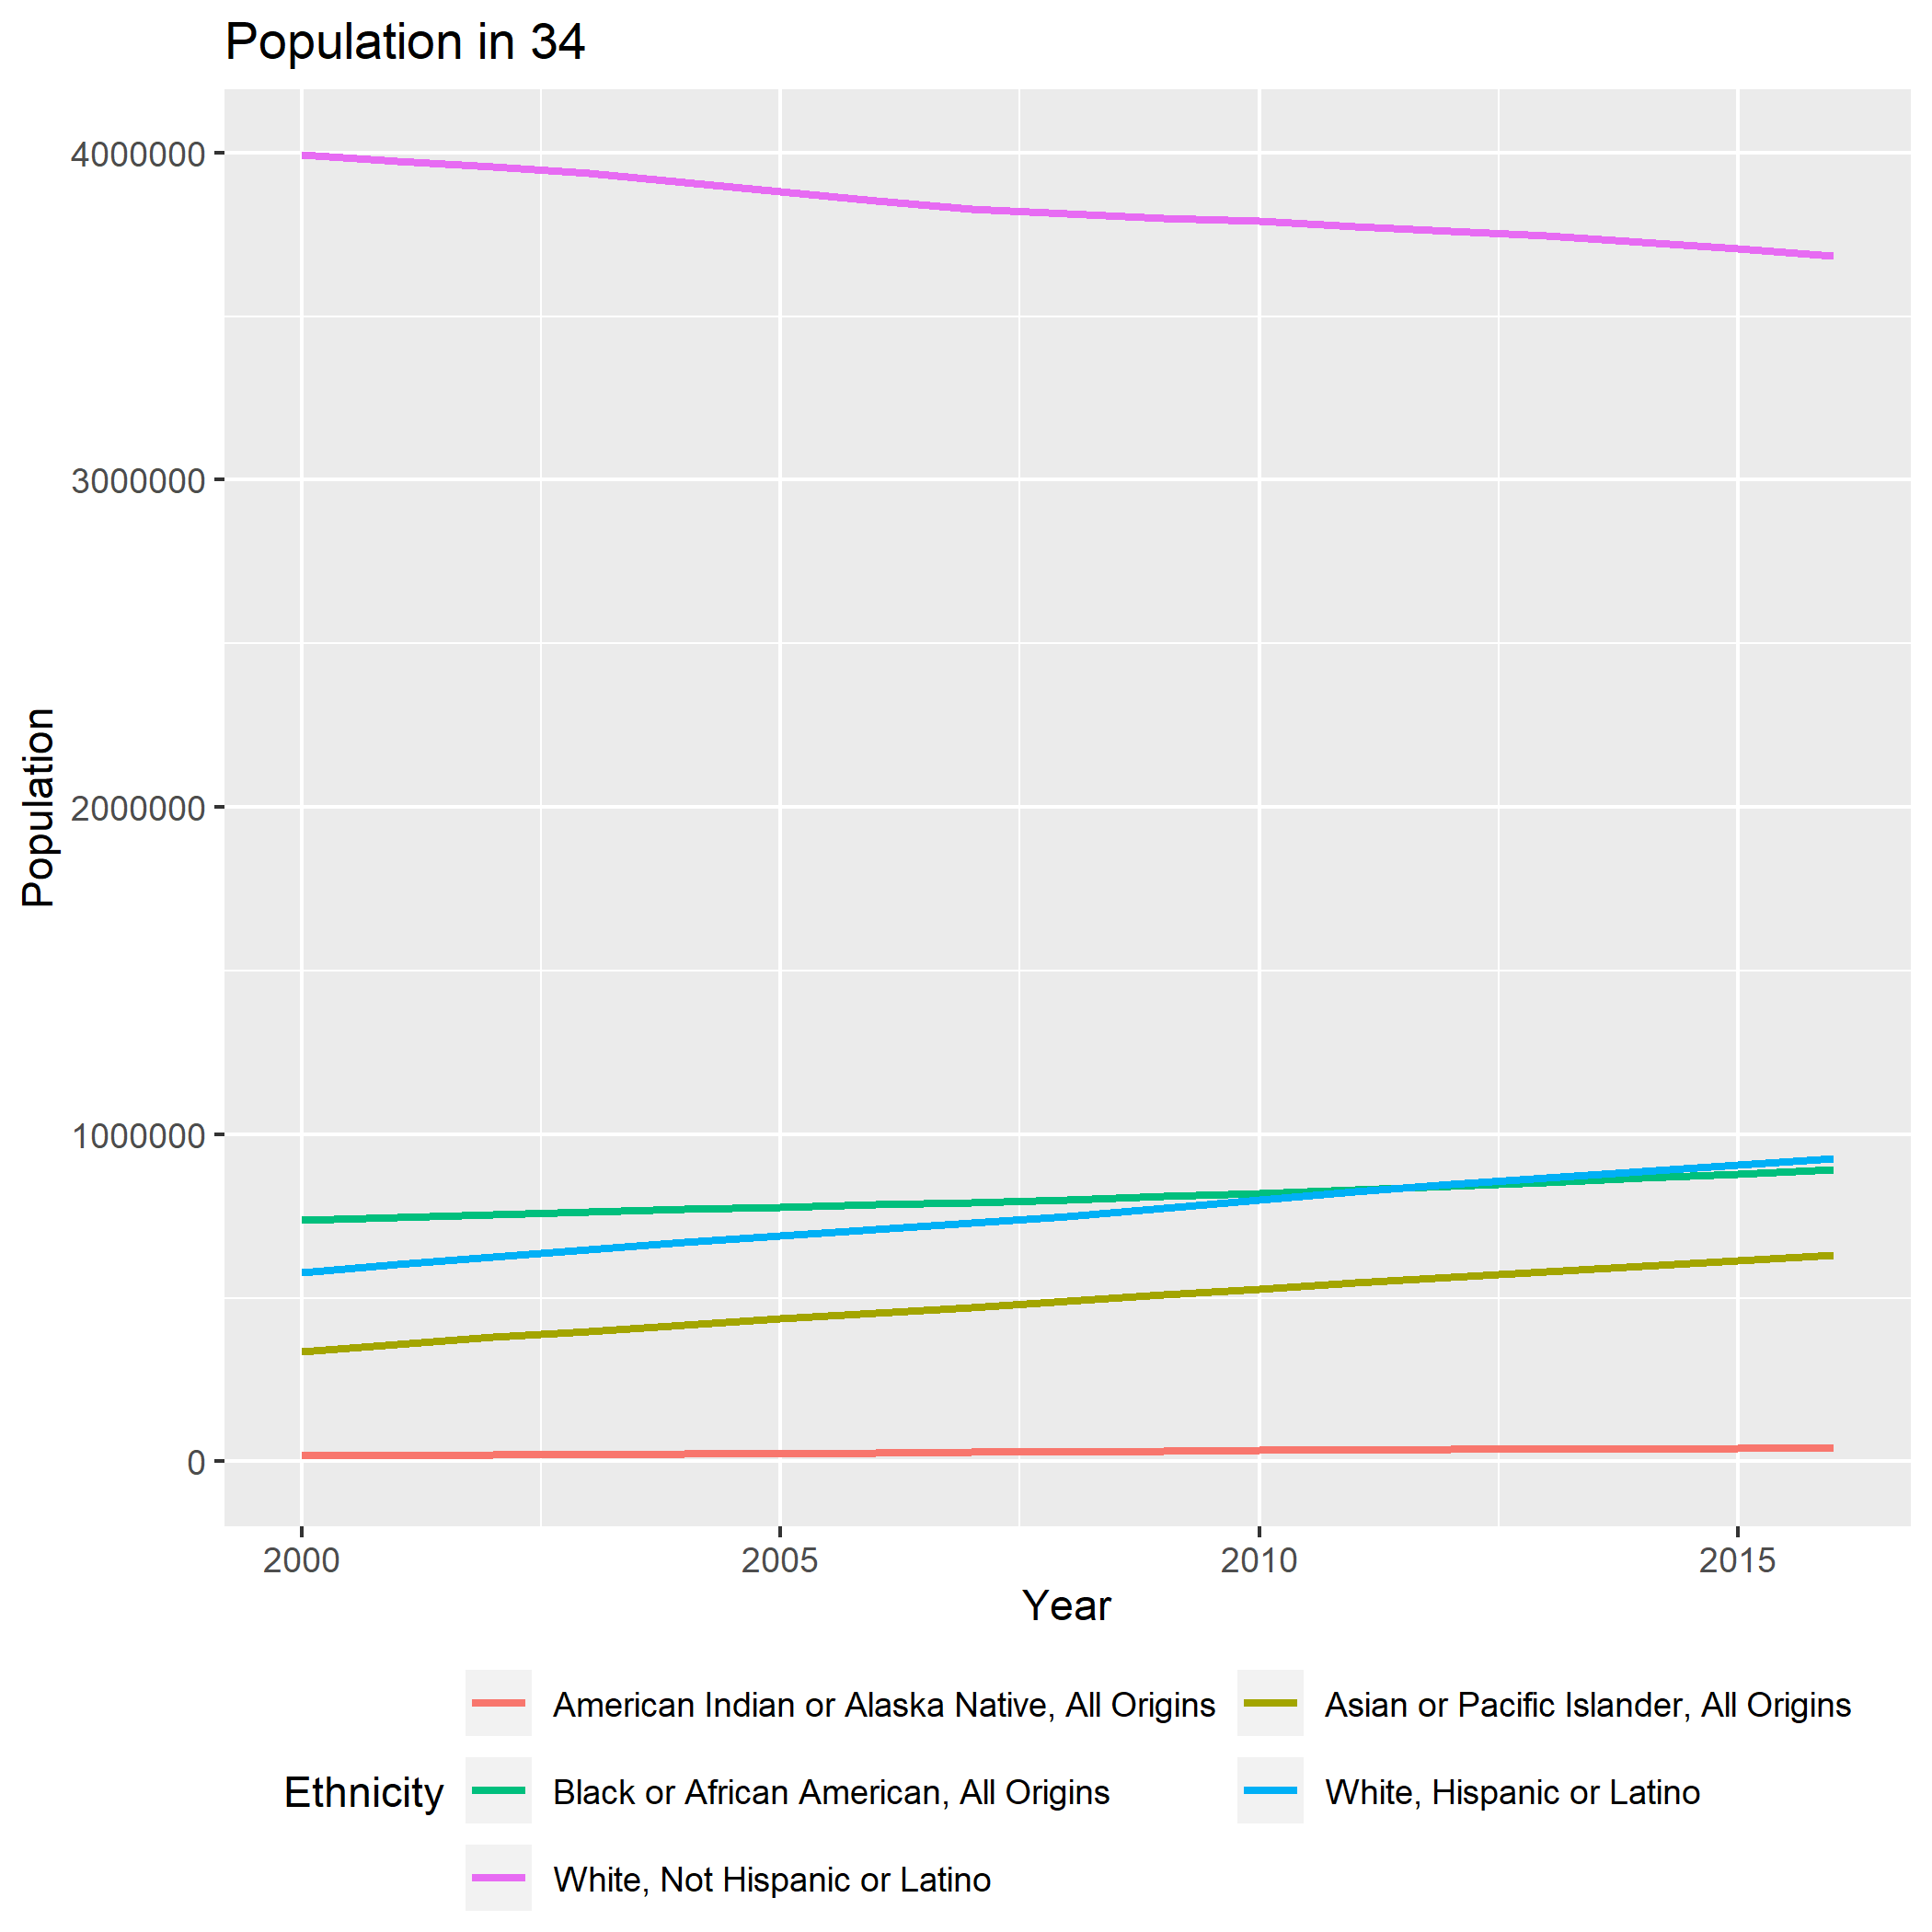 Population in 34
4000000
3000000
2000000
1000000
0
Population
2000 2005 2010 2015
Year
Ethnicity
American Indian or Alaska Native, All Origins
Asian or Pacific Islander, All Origins
Black or African American, All Origins
White, Hispanic or Latino
White, Not Hispanic or Latino